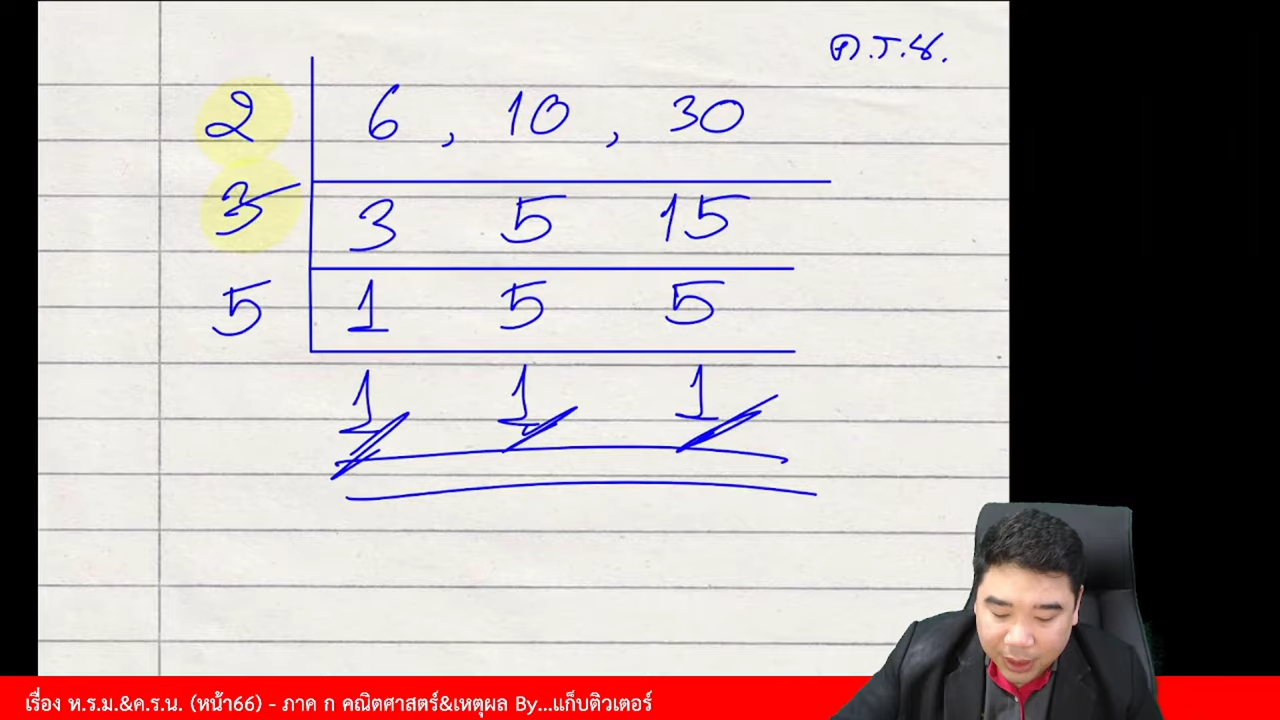 ค.ร.น.
2 6 , 10 , 30
3 3 5 15
5 1 5 5
1 1 1
เรื่อง ห.ร.ม.&ค.ร.น. (หน้า66) - ภาค ก คณิตศาสตร์&เหตุผล By...แก็บติวเตอร์